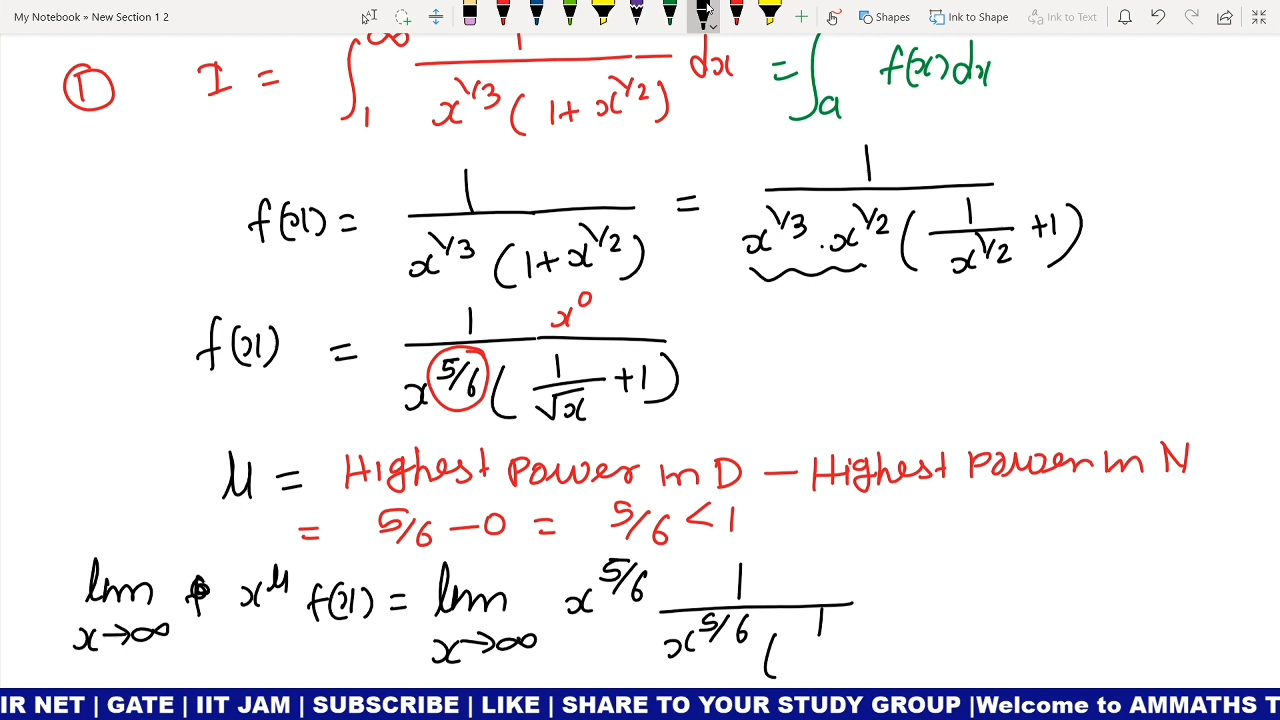 My Notebook » New Section 1 2
Shapes Ink to Shape Ink to Text
① I = ∫₁^∞ 1/(x^1/3 (1+x^1/2)) dx = ∫ₐ f(x)dx
f(x) = 1/(x^1/3 (1+x^1/2)) = 1/(x^1/3 . x^1/2 (1/x^1/2 +1))
f(x) = 1 x^0/(x^5/6 (1/√x +1))
μ = Highest Power in D – Highest power in N
= 5/6 – 0 = 5/6 < 1
lim x→∞ x^μ f(x) = lim x→∞ x^5/6 1/(x^5/6 (1
IR NET | GATE | IIT JAM | SUBSCRIBE | LIKE | SHARE TO YOUR STUDY GROUP |Welcome to AMMATHS T